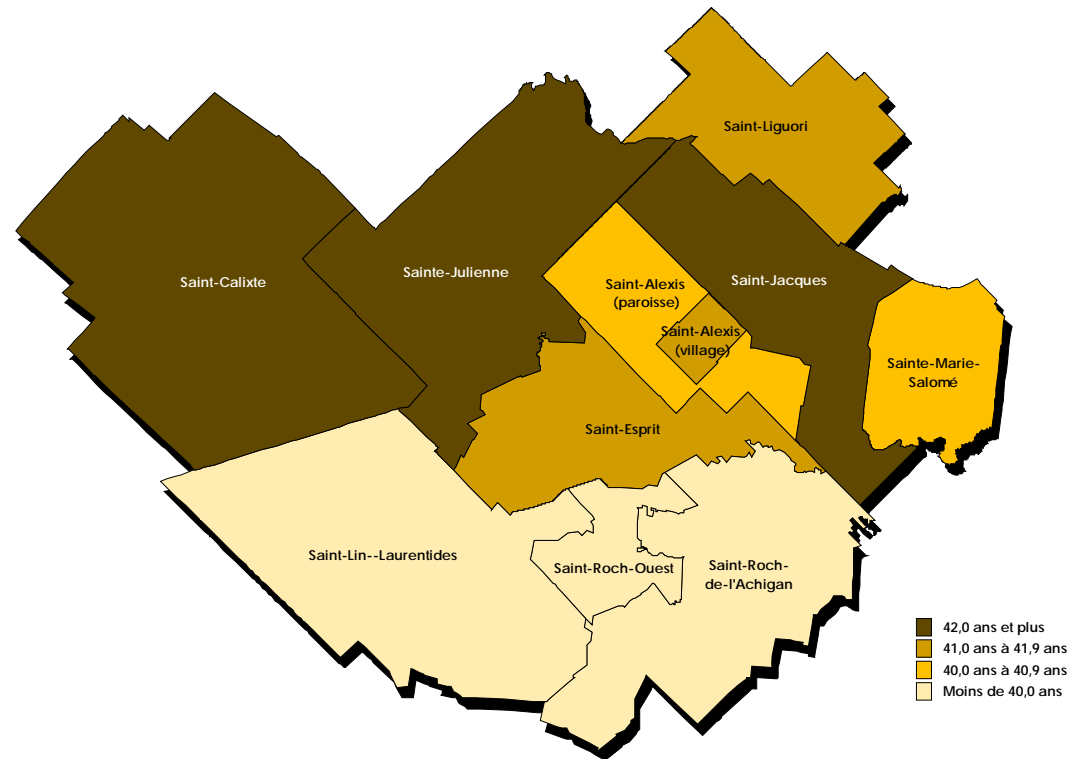 Saint-Liguori
Sainte-Julienne
Saint-Calixte
Saint-Jacques
Saint-Alexis
(paroisse)
Saint-Alexis
(village)
Sainte-Marie-
Salomé
Saint-Esprit
Saint-Lin--Laurentides
Saint-Roch-Ouest
Saint-Roch-
de-l'Achigan
42,0 ans et plus
41,0 ans à 41,9 ans
40,0 ans à 40,9 ans
Moins de 40,0 ans